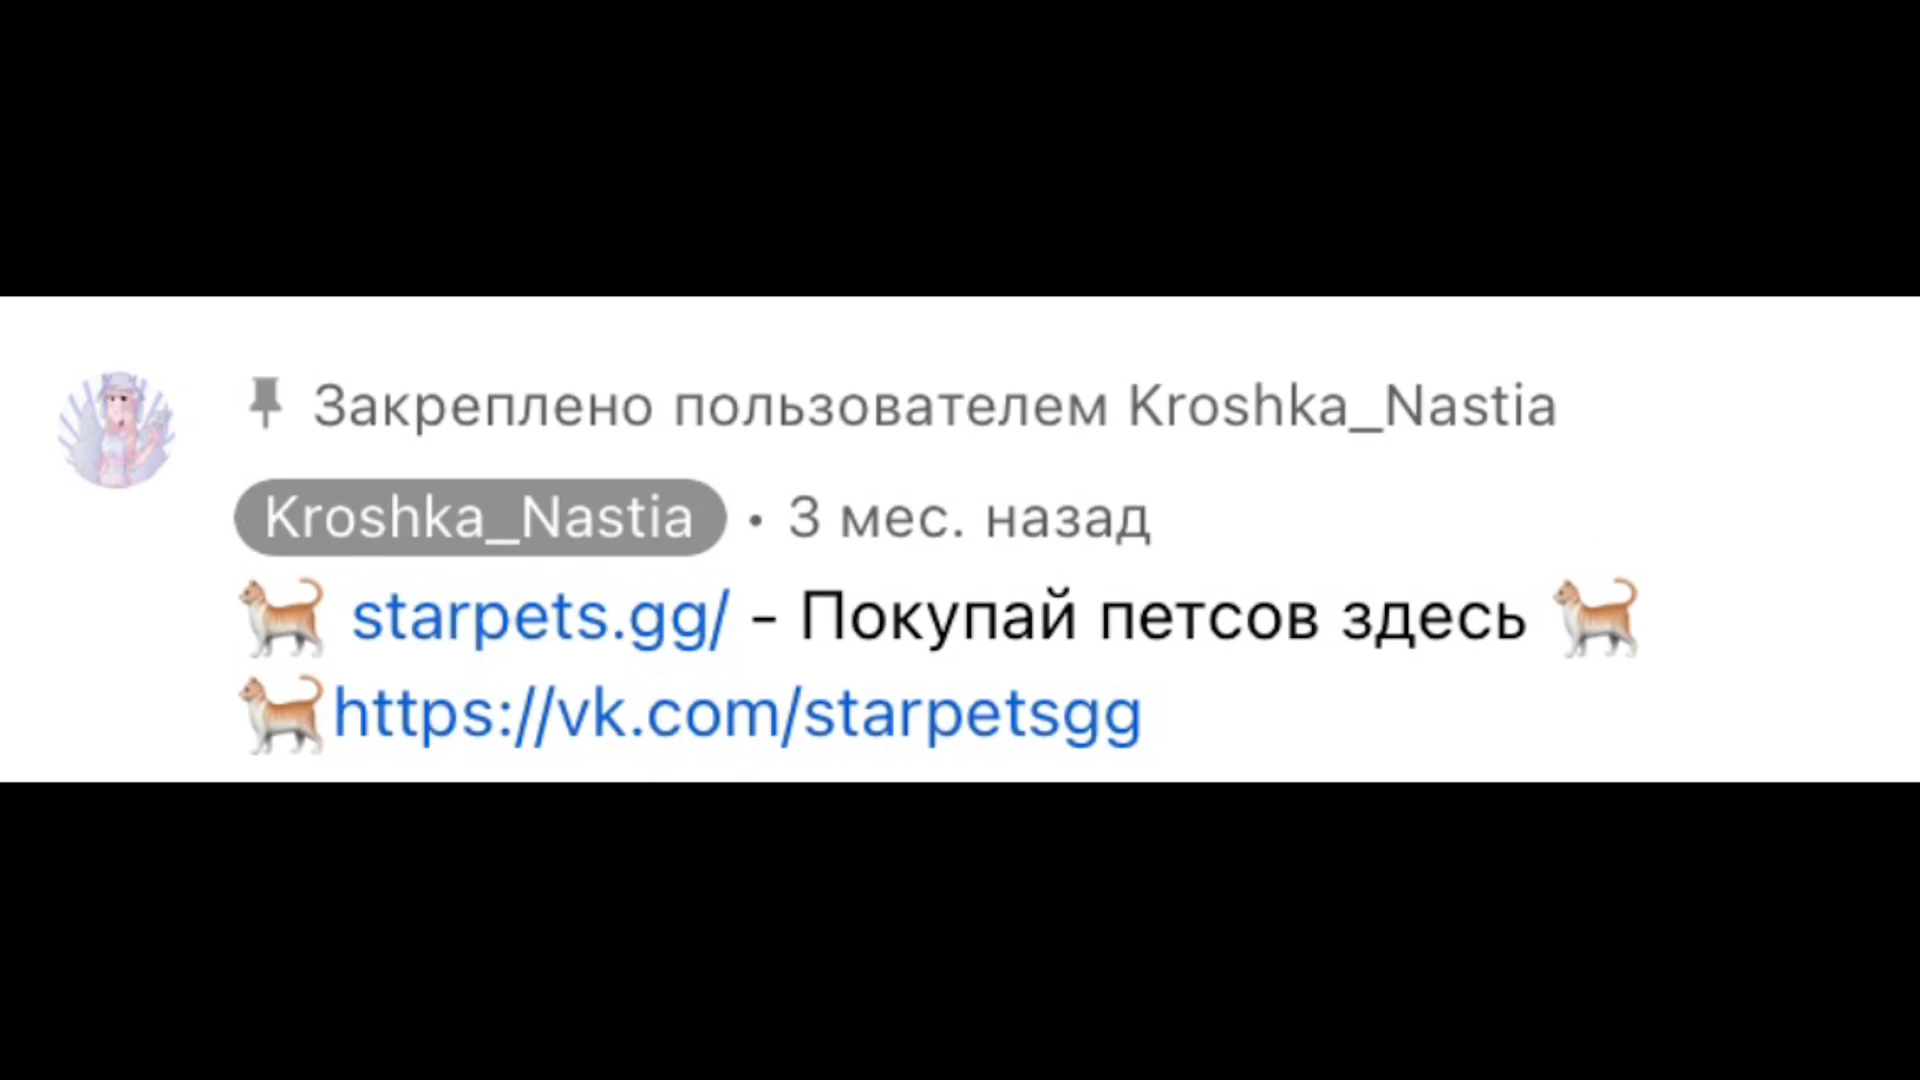 Закреплено пользователем Kroshka_Nastia
Kroshka_Nastia • 3 мес. назад
🐈 starpets.gg/ - Покупай петсов здесь 🐈
🐈https://vk.com/starpetsgg